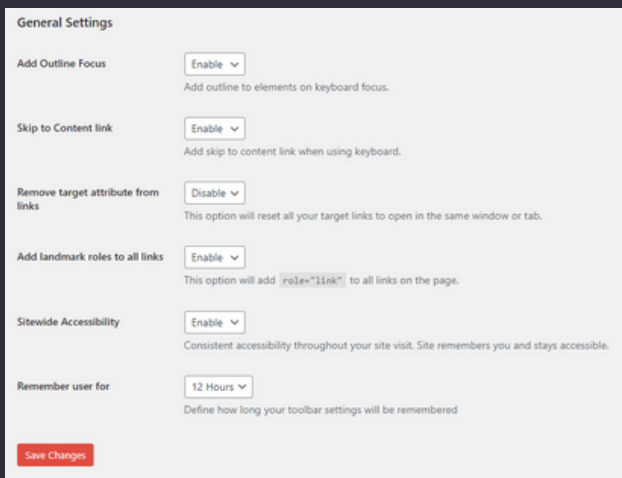 General Settings
Add Outline Focus
Enable
Add outline to elements on keyboard focus.
Skip to Content link
Enable
Add skip to content link when using keyboard.
Remove target attribute from
links
Disable
This option will reset all your target links to open in the same window or tab.
Add landmark roles to all links
Enable
This option will add role="link" to all links on the page.
Sitewide Accessibility
Enable
Consistent accessibility throughout your site visit. Site remembers you and stays accessible.
Remember user for
12 Hours
Define how long your toolbar settings will be remembered
Save Changes